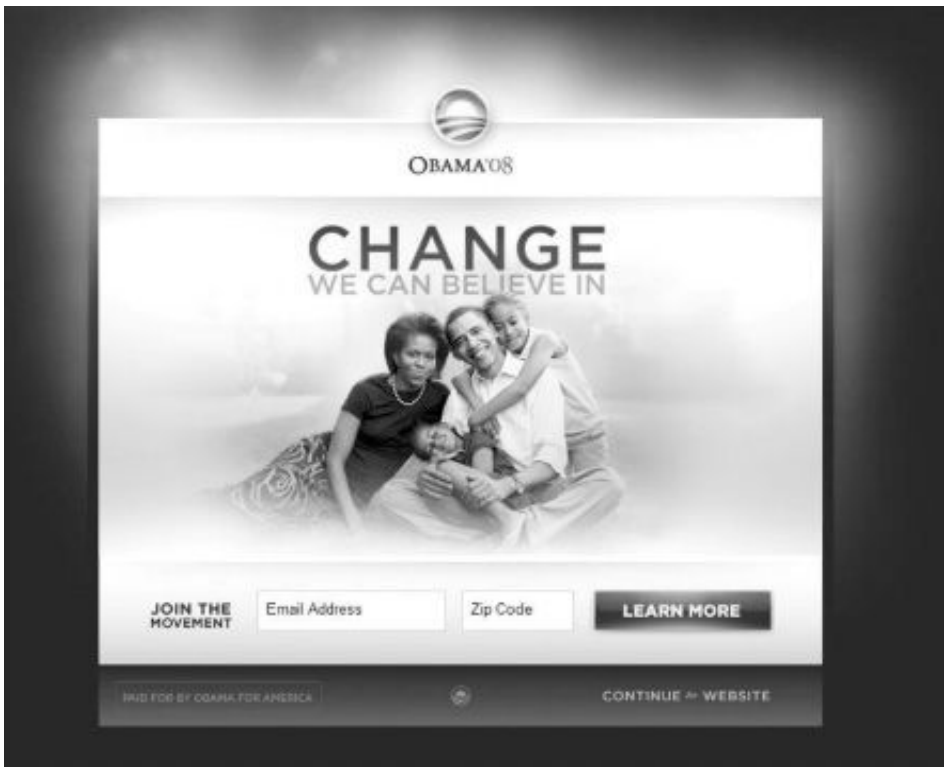 OBAMA'08
CHANGE
WE CAN BELIEVE IN
JOIN THE
MOVEMENT
Email Address
Zip Code
LEARN MORE
PAID FOR BY OBAMA FOR AMERICA
CONTINUE to WEBSITE